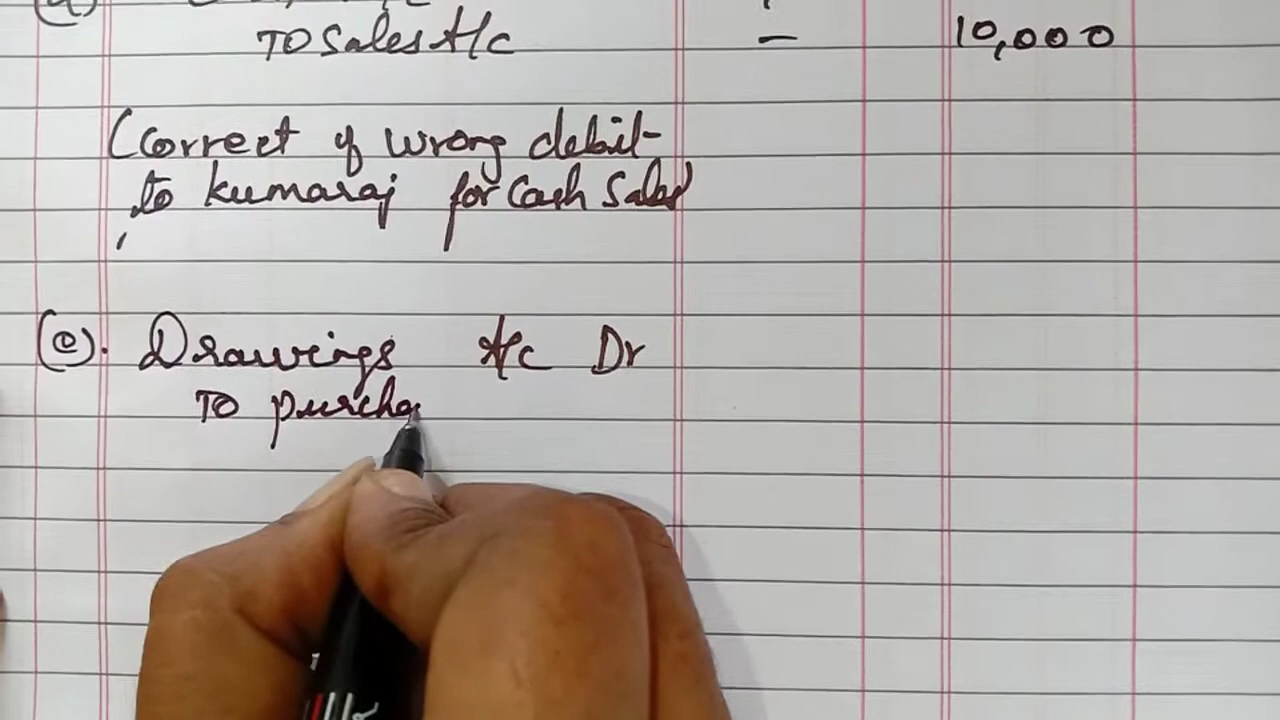 TO Sales A/c — 10,000
(Correct of wrong debit
to kumaraj for Cash Sales
(e). Drawings A/c Dr
TO purcha